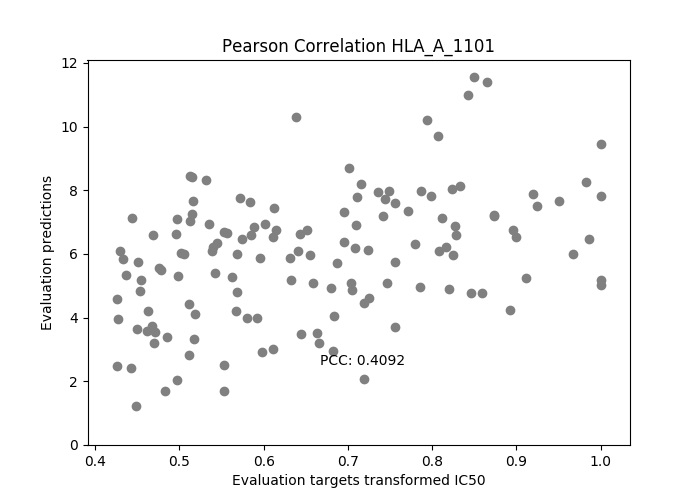 Pearson Correlation HLA_A_1101
12
10
8
6
4
2
0
Evaluation predictions
PCC: 0.4092
0.4 0.5 0.6 0.7 0.8 0.9 1.0
Evaluation targets transformed IC50